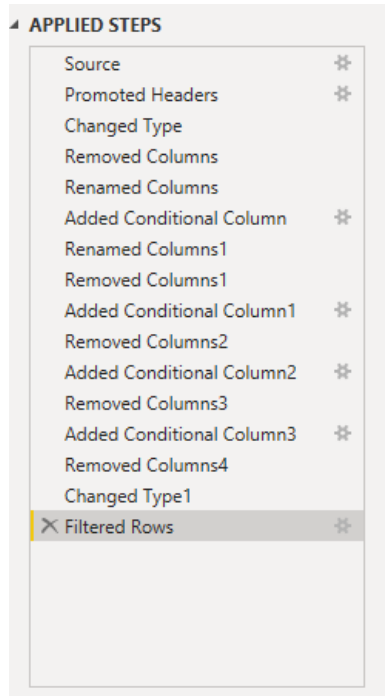 APPLIED STEPS
Source
Promoted Headers
Changed Type
Removed Columns
Renamed Columns
Added Conditional Column
Renamed Columns1
Removed Columns1
Added Conditional Column1
Removed Columns2
Added Conditional Column2
Removed Columns3
Added Conditional Column3
Removed Columns4
Changed Type1
Filtered Rows